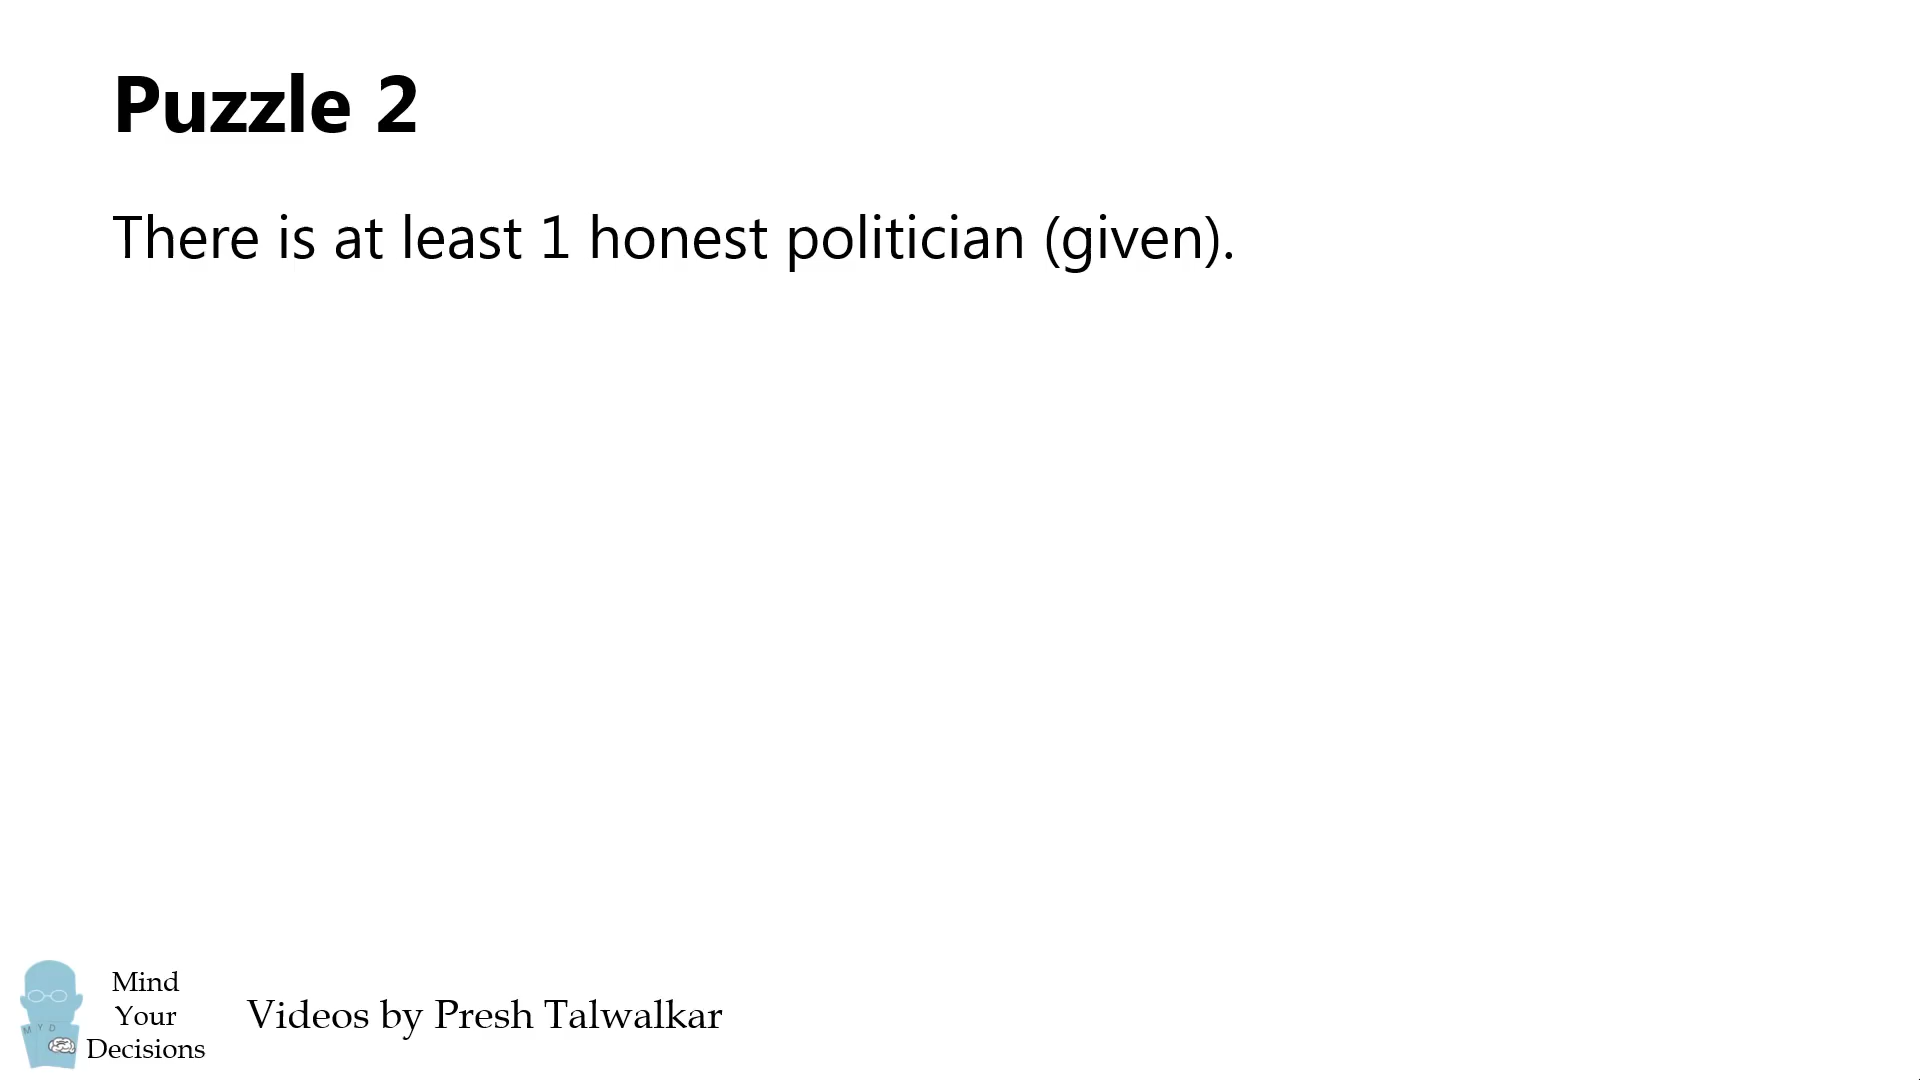 Puzzle 2
There is at least 1 honest politician (given).
Mind
Your
Decisions
M Y D
Videos by Presh Talwalkar